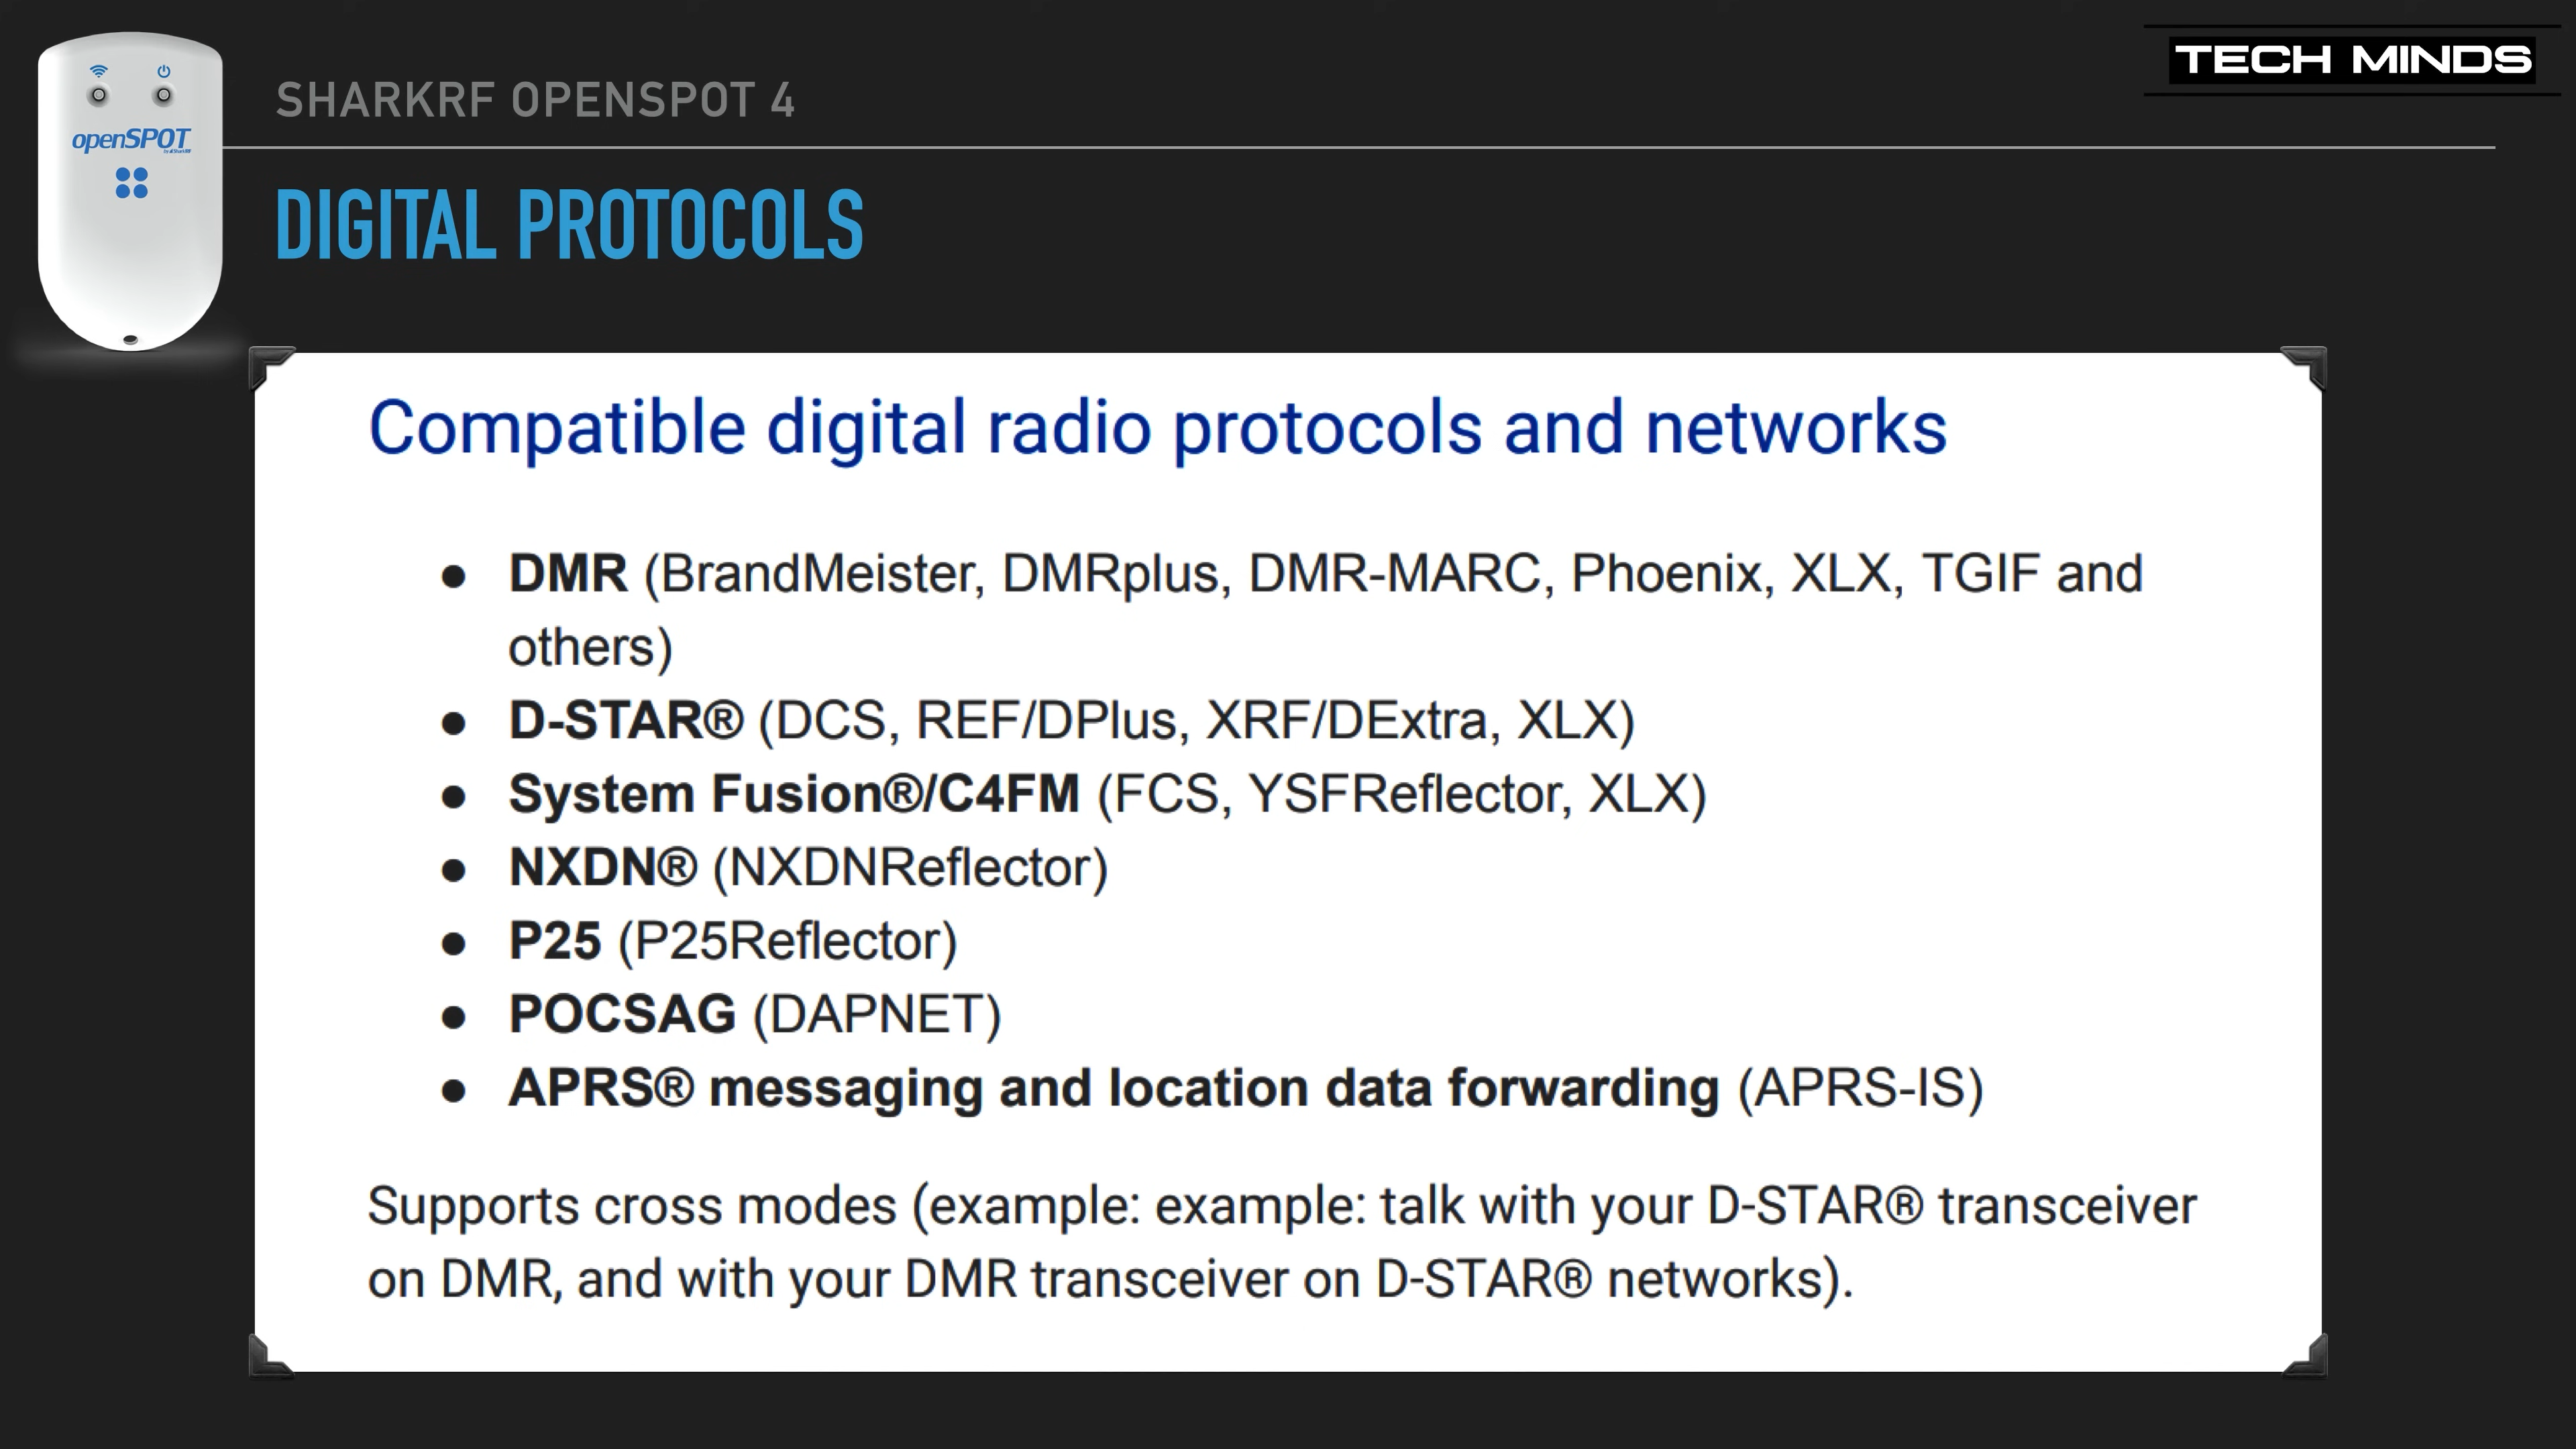 TECH MINDS
SHARKRF OPENSPOT 4
openSPOT
DIGITAL PROTOCOLS
Compatible digital radio protocols and networks
● DMR (BrandMeister, DMRplus, DMR-MARC, Phoenix, XLX, TGIF and
others)
● D-STAR® (DCS, REF/DPlus, XRF/DExtra, XLX)
● System Fusion®/C4FM (FCS, YSFReflector, XLX)
● NXDN® (NXDNReflector)
● P25 (P25Reflector)
● POCSAG (DAPNET)
● APRS® messaging and location data forwarding (APRS-IS)
Supports cross modes (example: example: talk with your D-STAR® transceiver
on DMR, and with your DMR transceiver on D-STAR® networks).